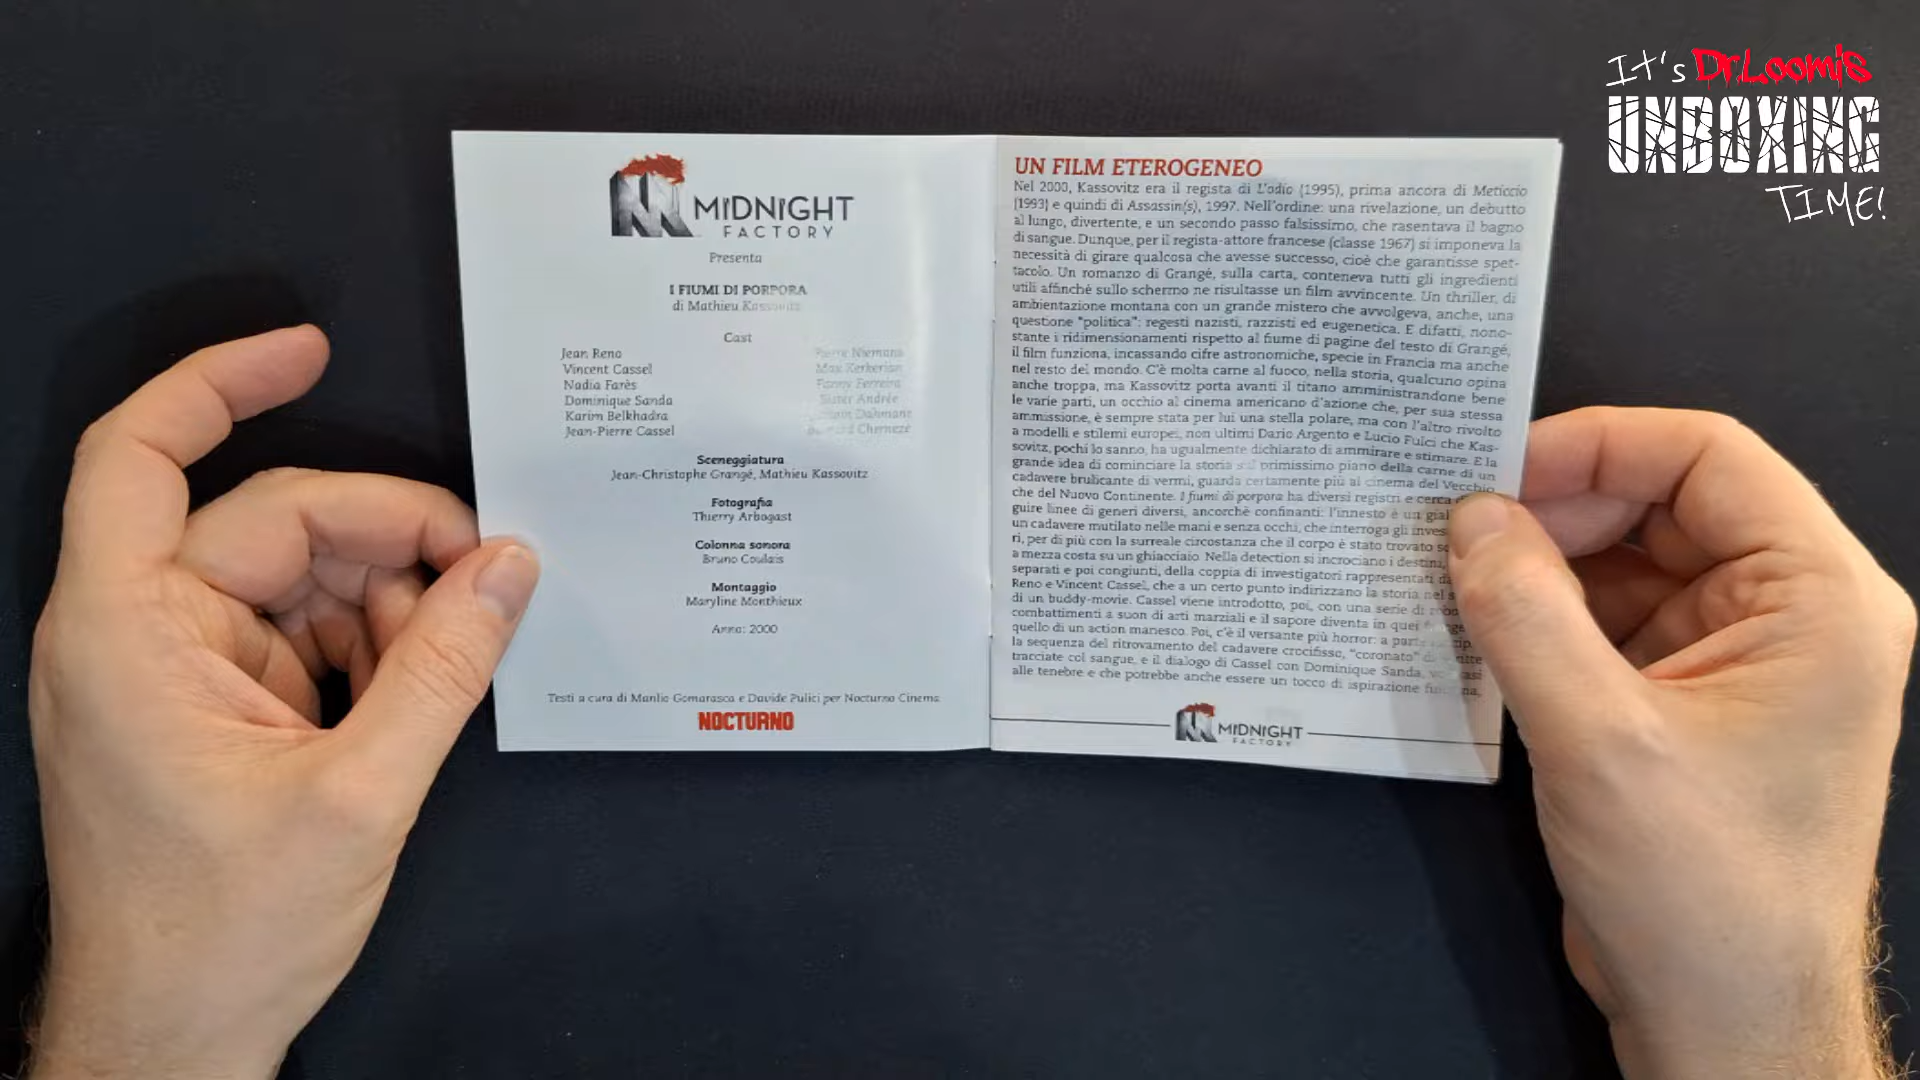 It's Dr.Loomis
UNBOXING
TIME!
MIDNIGHT
FACTORY
Presenta
I FIUMI DI PORPORA
di Mathieu Kassovitz
Cast
Jean Reno Pierre Niemans
Vincent Cassel Max Kerkerian
Nadia Farès Fanny Ferreira
Dominique Sanda Sister Andrée
Karim Belkhadra Dahmane
Jean-Pierre Cassel Chernezé
Sceneggiatura
Jean-Christophe Grangé, Mathieu Kassovitz
Fotografia
Thierry Arbogast
Colonna sonora
Bruno Coulais
Montaggio
Maryline Monthieux
Anno: 2000
Testi a cura di Manlio Gomarasca e Davide Pulici per Nocturno Cinema
NOCTURNO
UN FILM ETEROGENEO
Nel 2000, Kassovitz era il regista di L'odio (1995), prima ancora di Meticcio
(1993) e quindi di Assassin(s), 1997. Nell'ordine: una rivelazione, un debutto
al lungo, divertente, e un secondo passo falsissimo, che rasentava il bagno
di sangue. Dunque, per il regista-attore francese (classe 1967) si imponeva la
necessità di girare qualcosa che avesse successo, cioè che garantisse spet-
tacolo. Un romanzo di Grangé, sulla carta, conteneva tutti gli ingredienti
utili affinché sullo schermo ne risultasse un film avvincente. Un thriller, di
ambientazione montana con un grande mistero che avvolgeva, anche, una
questione "politica": regesti nazisti, razzisti ed eugenetica. E difatti, nono-
stante i ridimensionamenti rispetto al fiume di pagine del testo di Grangé,
il film funziona, incassando cifre astronomiche, specie in Francia ma anche
nel resto del mondo. C'è molta carne al fuoco, nella storia, qualcuno opina
anche troppa, ma Kassovitz porta avanti il titano amministrandone bene
le varie parti, un occhio al cinema americano d'azione che, per sua stessa
ammissione, è sempre stata per lui una stella polare, ma con l'altro rivolto
a modelli e stilemi europei, non ultimi Dario Argento e Lucio Fulci che Kas-
sovitz, pochi lo sanno, ha ugualmente dichiarato di ammirare e stimare. E la
grande idea di cominciare la storia sul primissimo piano della carne di un
cadavere brulicante di vermi, guarda certamente più al cinema del Vecchio
che del Nuovo Continente. I fiumi di porpora ha diversi registri e cerca
guire linee di generi diversi, ancorché confinanti: l'innesto è un
un cadavere mutilato nelle mani e senza occhi, che interroga gli
ri, per di più con la surreale circostanza che il corpo è stato trovato
a mezza costa su un ghiacciaio. Nella detection si incrociano i destini,
separati e poi congiunti, della coppia di investigatori rappresentati
Reno e Vincent Cassel, che a un certo punto indirizzano la storia
di un buddy-movie. Cassel viene introdotto, poi, con una serie di
combattimenti a suon di arti marziali e il sapore diventa in quei
quello di un action manesco. Poi, c'è il versante più horror: a parte
la sequenza del ritrovamento del cadavere crocifisso, "coronato"
tracciate col sangue, e il dialogo di Cassel con Dominique Sanda,
alle tenebre e che potrebbe anche essere un tocco di ispirazione
MIDNIGHT
FACTORY